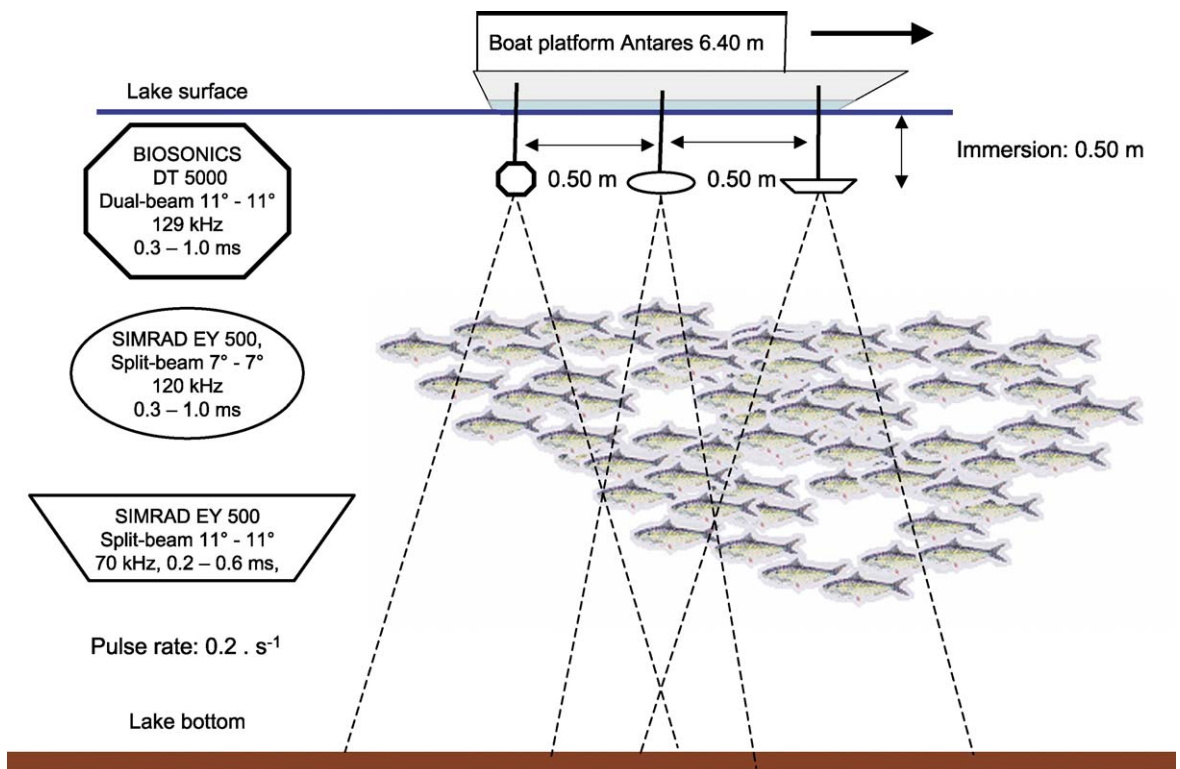 Boat platform Antares 6.40 m
Lake surface
BIOSONICS
DT 5000
Dual-beam 11° - 11°
129 kHz
0.3 – 1.0 ms
0.50 m
0.50 m
Immersion: 0.50 m
SIMRAD EY 500,
Split-beam 7° - 7°
120 kHz
0.3 – 1.0 ms
SIMRAD EY 500
Split-beam 11° - 11°
70 kHz, 0.2 – 0.6 ms,
Pulse rate: 0.2 . s⁻¹
Lake bottom